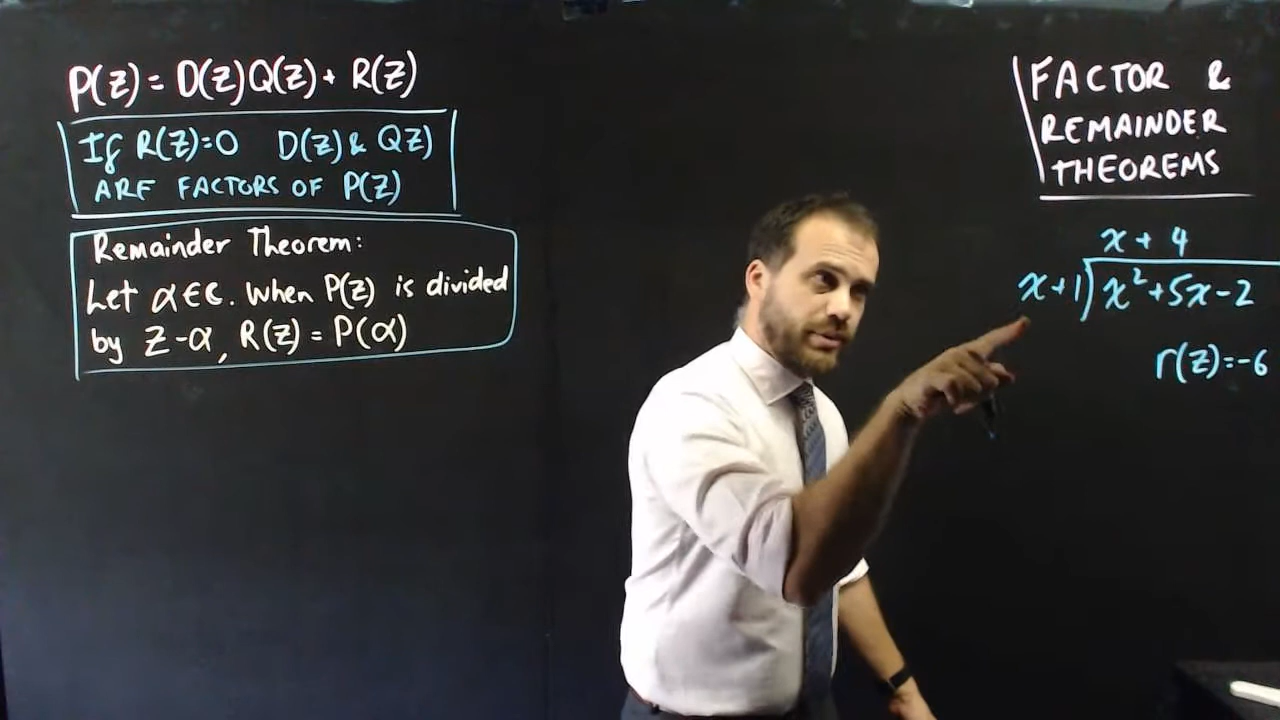 P(z) = D(z)Q(z) + R(z)
If R(z)=0 D(z) & Qz)
ARE FACTORS OF P(z)
Remainder Theorem:
Let α∈ℂ. When P(z) is divided
by z-α, R(z) = P(α)
FACTOR &
REMAINDER
THEOREMS
x + 4
x+1)x²+5x-2
r(z)=-6